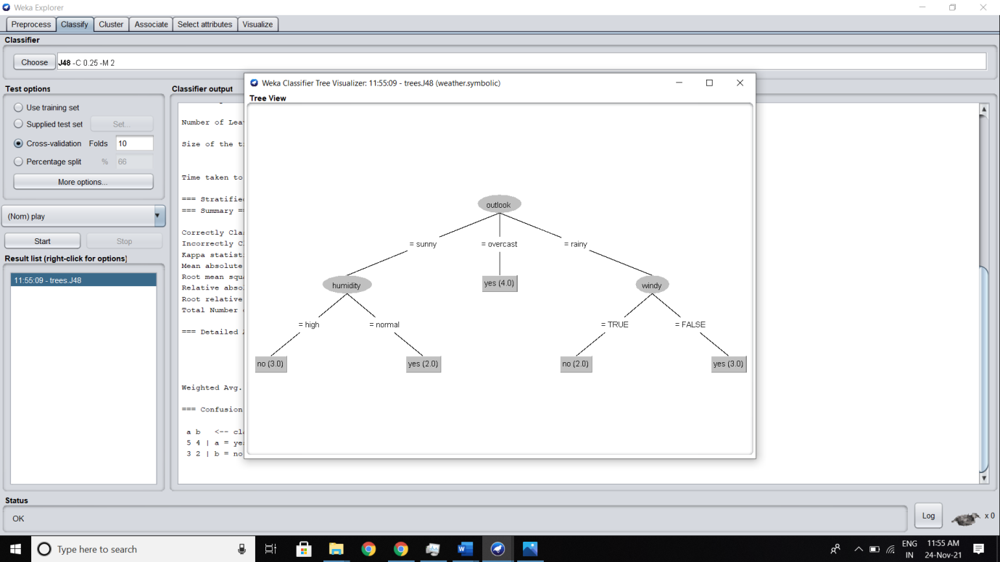 Weka Explorer
Preprocess Classify Cluster Associate Select attributes Visualize
Classifier
Choose J48 -C 0.25 -M 2
Test options
Use training set
Supplied test set Set...
Cross-validation Folds 10
Percentage split % 66
More options...
(Nom) play
Start Stop
Result list (right-click for options)
11:55:09 - trees.J48
Classifier output
Number of Lea
Size of the t
Time taken to
=== Stratifie
=== Summary =
Correctly Cla
Incorrectly C
Kappa statist
Mean absolute
Root mean squ
Relative abso
Root relative
Total Number
=== Detailed
Weighted Avg.
=== Confusion
a b <-- cl
5 4 | a = ye
3 2 | b = no
Weka Classifier Tree Visualizer: 11:55:09 - trees.J48 (weather.symbolic)
Tree View
outlook
= sunny = overcast = rainy
humidity yes (4.0) windy
= high = normal = TRUE = FALSE
no (3.0) yes (2.0) no (2.0) yes (3.0)
Status
OK
Log x 0
Type here to search
ENG 11:55 AM
IN 24-Nov-21